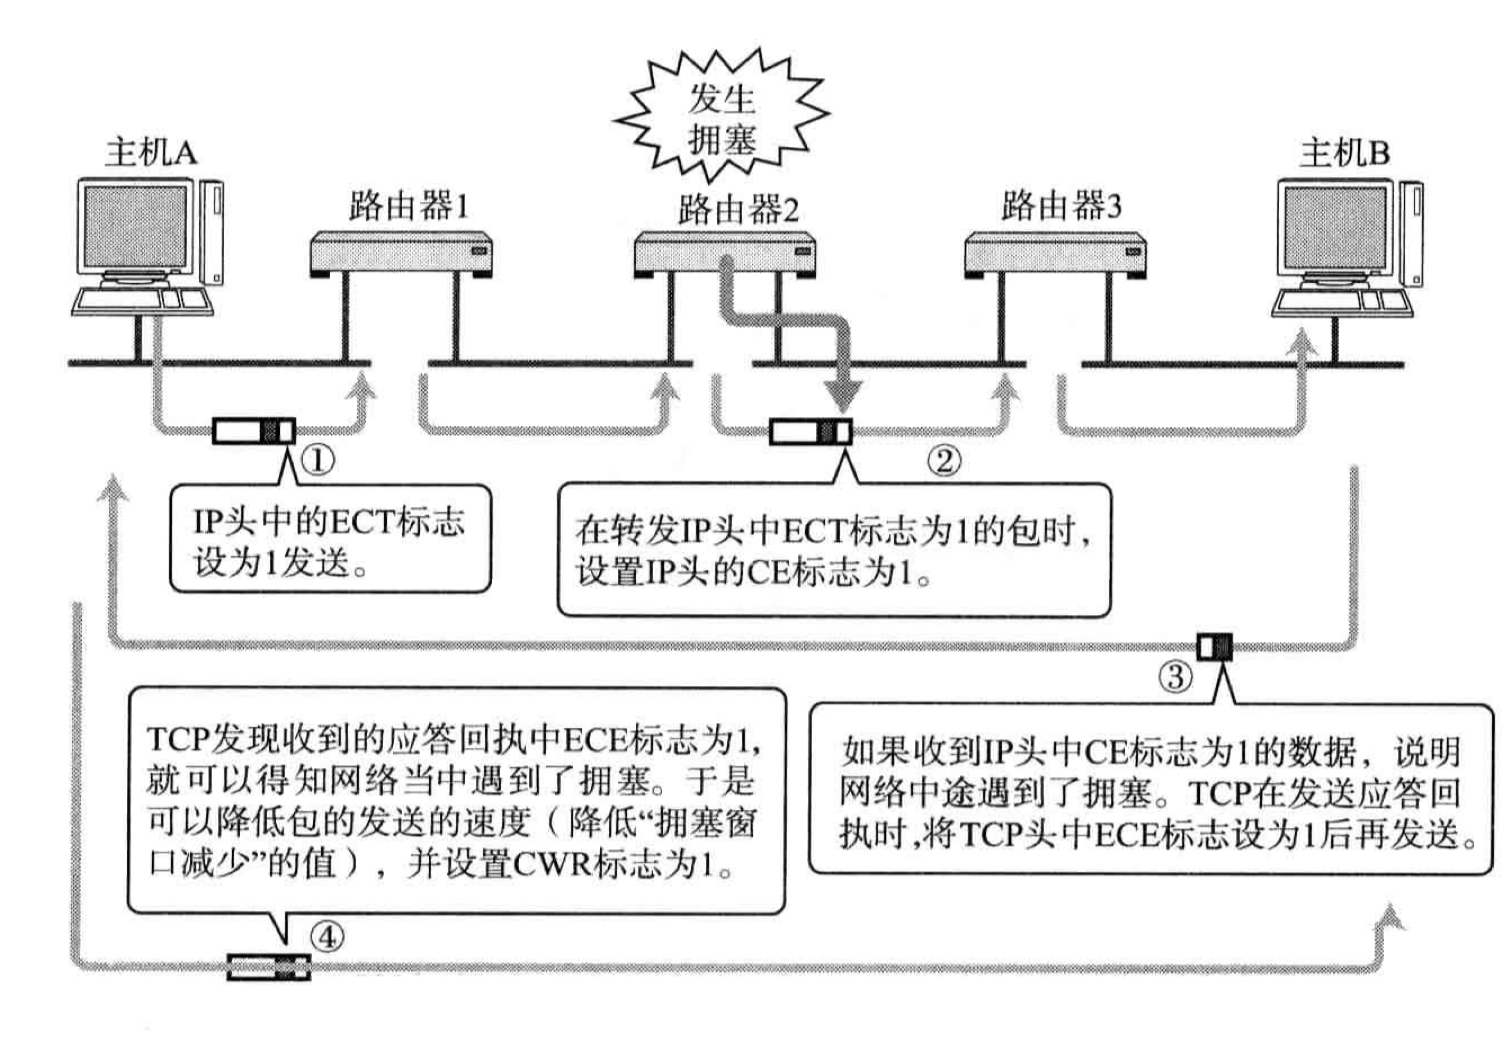 发生
拥塞
主机A
主机B
路由器1
路由器2
路由器3
①
②
IP头中的ECT标志
设为1发送。
在转发IP头中ECT标志为1的包时，
设置IP头的CE标志为1。
③
TCP发现收到的应答回执中ECE标志为1，
就可以得知网络当中遇到了拥塞。于是
可以降低包的发送的速度（降低“拥塞窗
口减少”的值），并设置CWR标志为1。
如果收到IP头中CE标志为1的数据，说明
网络中途遇到了拥塞。TCP在发送应答回
执时，将TCP头中ECE标志设为1后再发送。
④